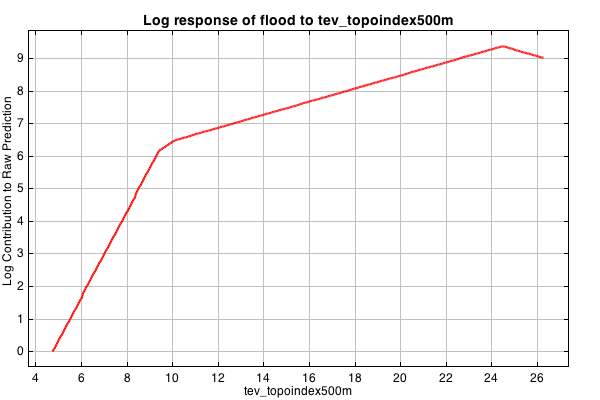 Log response of flood to tev_topoindex500m
Log Contribution to Raw Prediction
9
8
7
6
5
4
3
2
1
0
4 6 8 10 12 14 16 18 20 22 24 26
tev_topoindex500m